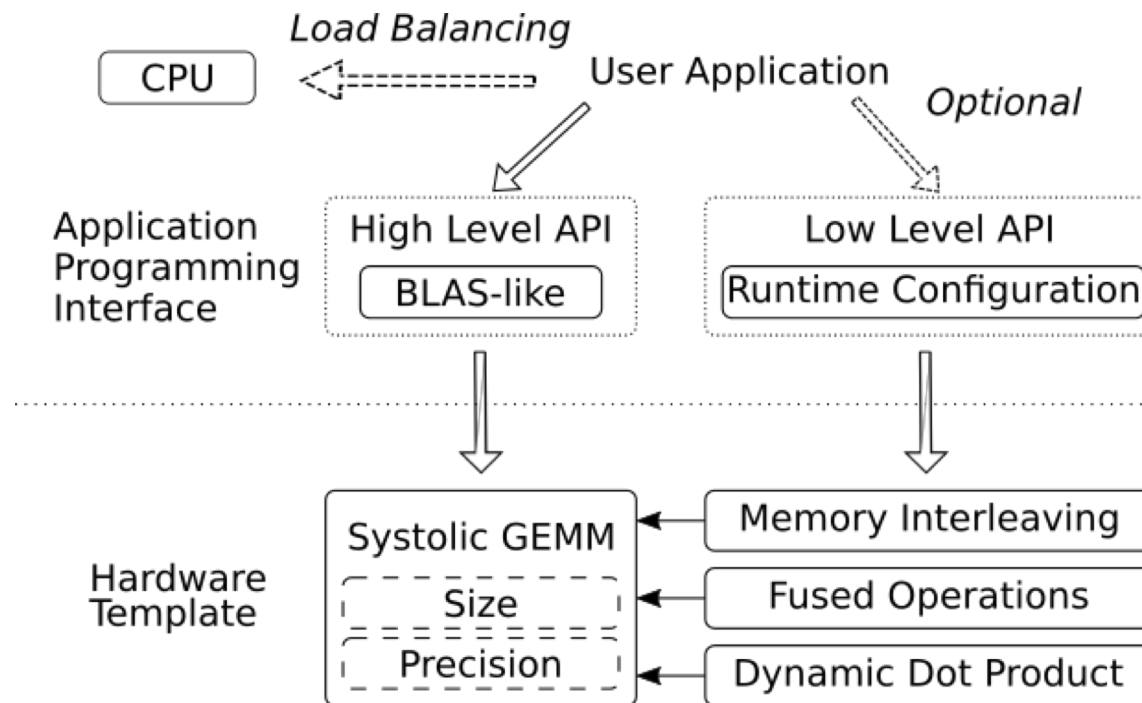 Load Balancing
CPU
User Application
Optional
Application
Programming
Interface
High Level API
BLAS-like
Low Level API
Runtime Configuration
Hardware
Template
Systolic GEMM
Size
Precision
Memory Interleaving
Fused Operations
Dynamic Dot Product